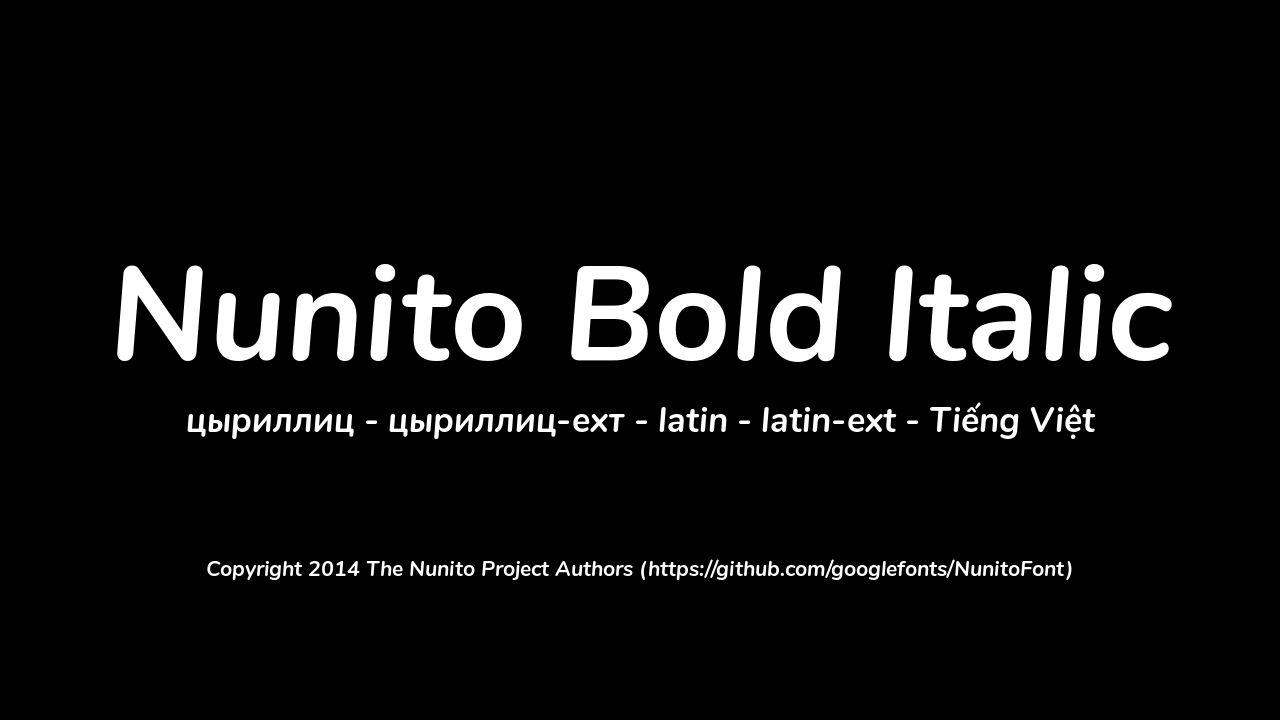 Nunito Bold Italic
цыриллиц - цыриллиц-ехт - latin - latin-ext - Tiếng Việt
Copyright 2014 The Nunito Project Authors (https://github.com/googlefonts/NunitoFont)